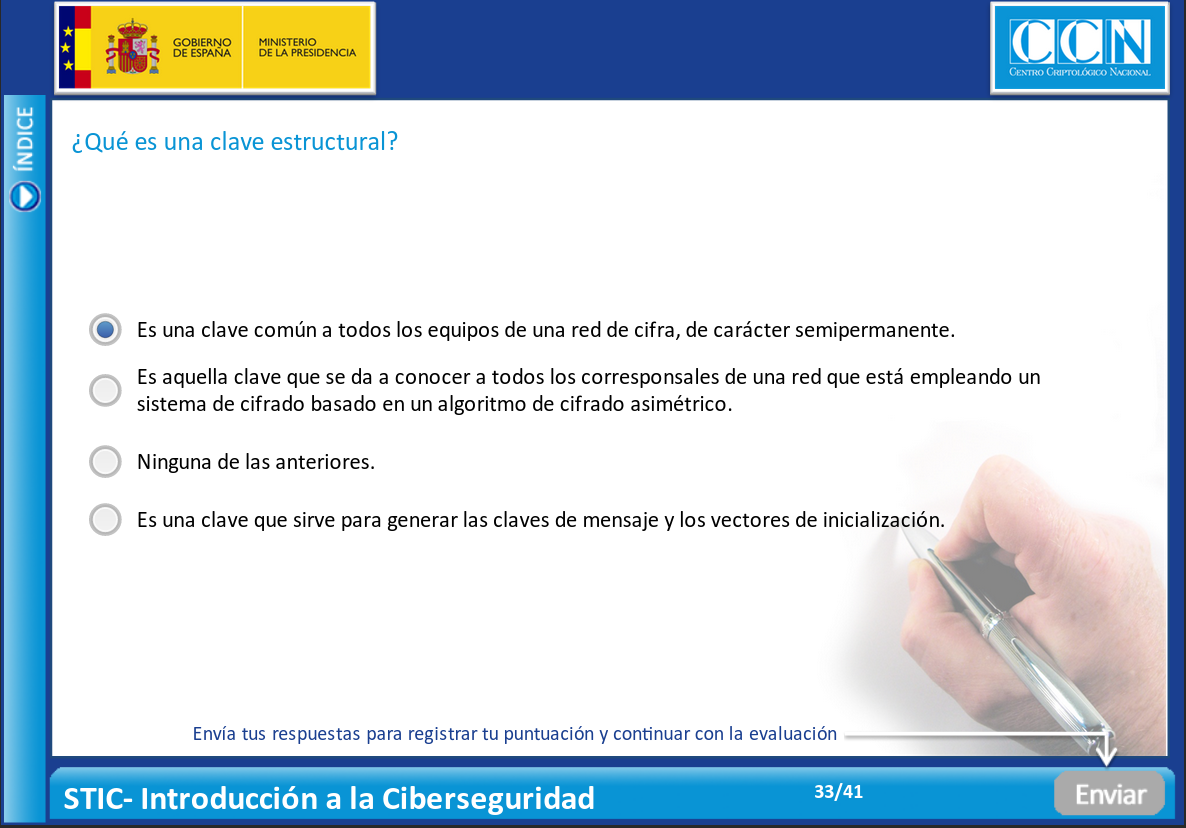 GOBIERNO
DE ESPAÑA
MINISTERIO
DE LA PRESIDENCIA
CCN
CENTRO CRIPTOLÓGICO NACIONAL
ÍNDICE
¿Qué es una clave estructural?
Es una clave común a todos los equipos de una red de cifra, de carácter semipermanente.
Es aquella clave que se da a conocer a todos los corresponsales de una red que está empleando un
sistema de cifrado basado en un algoritmo de cifrado asimétrico.
Ninguna de las anteriores.
Es una clave que sirve para generar las claves de mensaje y los vectores de inicialización.
Envía tus respuestas para registrar tu puntuación y continuar con la evaluación
STIC- Introducción a la Ciberseguridad
33/41
Enviar